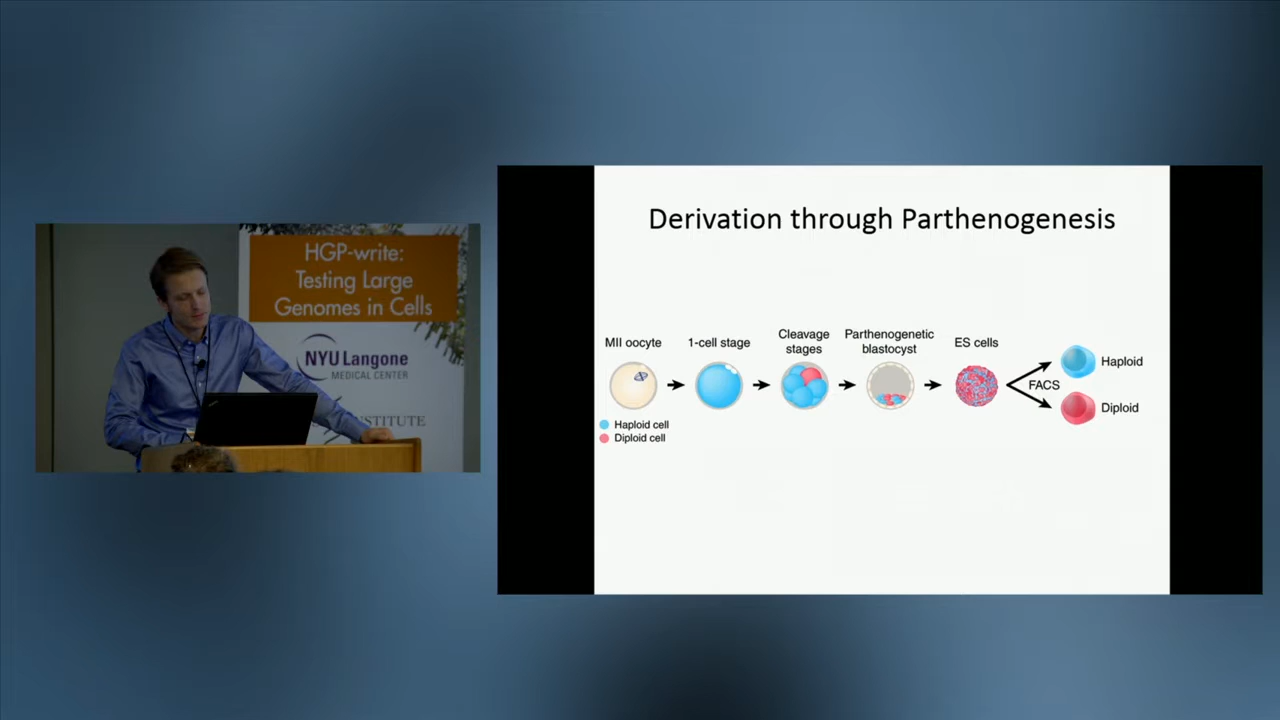 HGP-write:
Testing Large
Genomes in Cells
NYU Langone
MEDICAL CENTER
INSTITUTE
Derivation through Parthenogenesis
MII oocyte
1-cell stage
Cleavage
stages
Parthenogenetic
blastocyst
ES cells
Haploid
FACS
Diploid
Haploid cell
Diploid cell